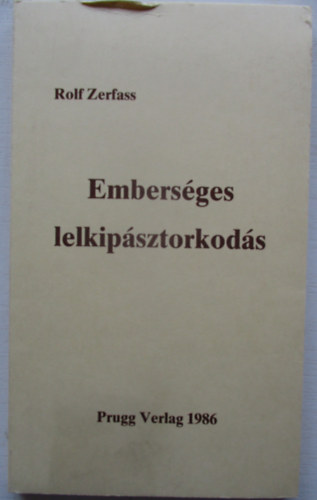 Rolf Zerfass
Emberséges
lelkipásztorkodás
Prugg Verlag 1986